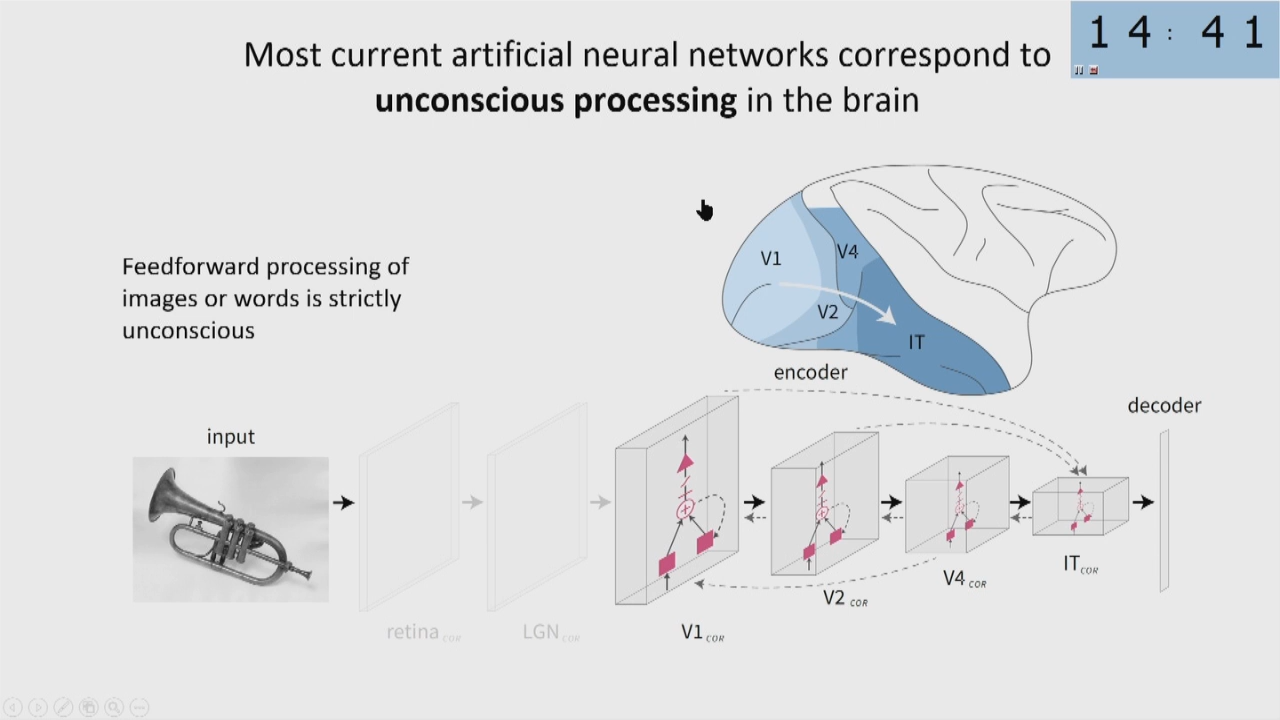 Most current artificial neural networks correspond to
unconscious processing in the brain
14:41
Feedforward processing of
images or words is strictly
unconscious
V1
V4
V2
IT
encoder
decoder
input
retina COR
LGN COR
V1 COR
V2 COR
V4 COR
IT COR